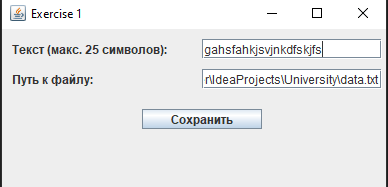 Exercise 1
Текст (макс. 25 символов): gahsfahkjsvjnkdfskjfs
Путь к файлу: r\IdeaProjects\University\data.txt
Сохранить